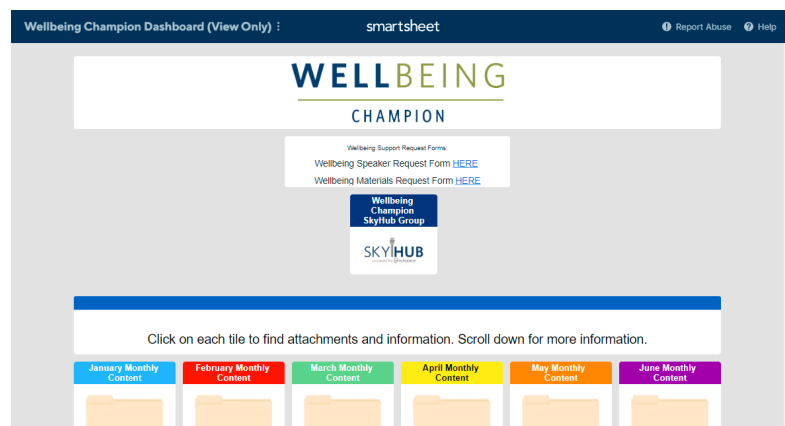 Wellbeing Champion Dashboard (View Only)
smartsheet
Report Abuse
Help
WELLBEING
CHAMPION
Wellbeing Support Request Forms:
Wellbeing Speaker Request Form HERE
Wellbeing Materials Request Form HERE
Wellbeing
Champion
SkyHub Group
SKYHUB
Click on each tile to find attachments and information. Scroll down for more information.
January Monthly
Content
February Monthly
Content
March Monthly
Content
April Monthly
Content
May Monthly
Content
June Monthly
Content